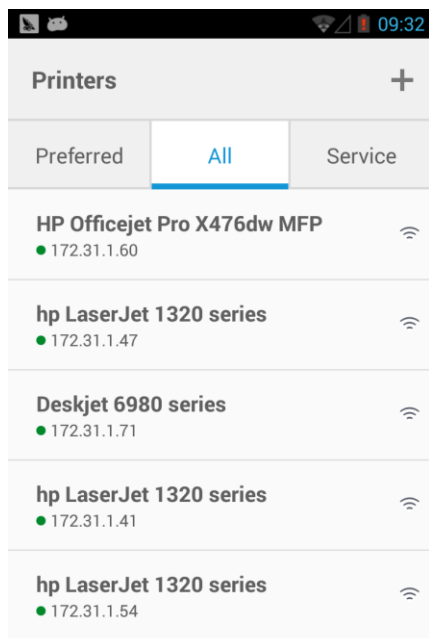 09:32
Printers
Preferred All Service
HP Officejet Pro X476dw MFP
172.31.1.60
hp LaserJet 1320 series
172.31.1.47
Deskjet 6980 series
172.31.1.71
hp LaserJet 1320 series
172.31.1.41
hp LaserJet 1320 series
172.31.1.54